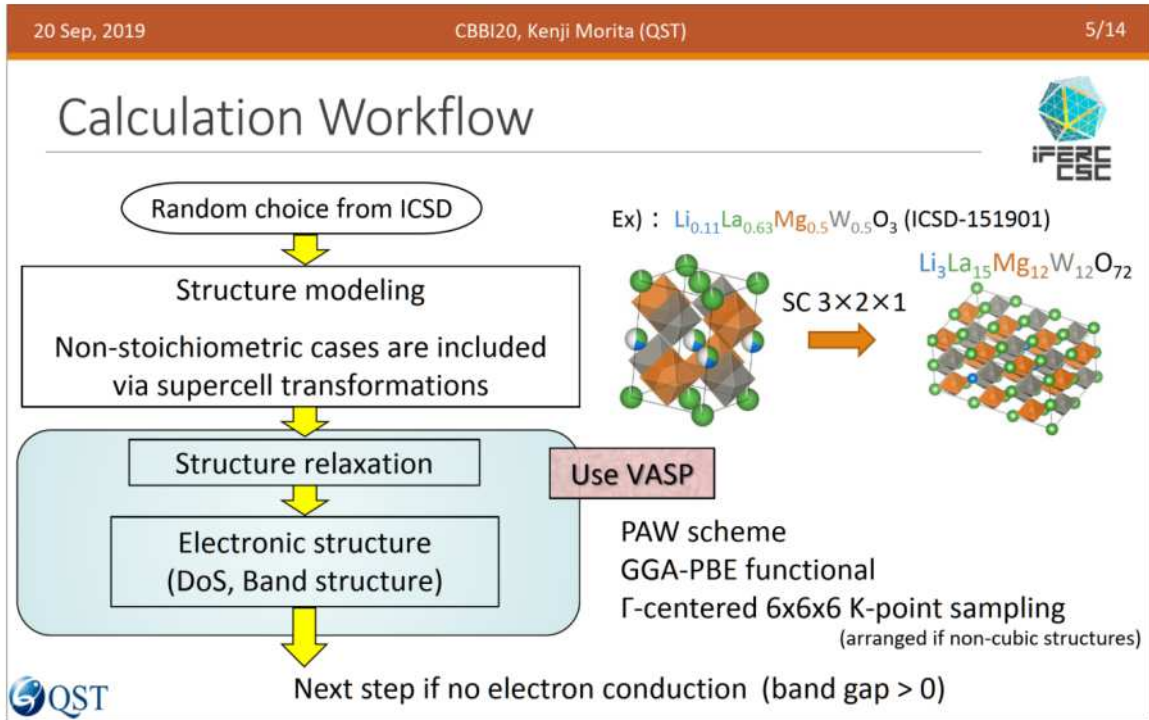 20 Sep, 2019
CBBI20, Kenji Morita (QST)
5/14
Calculation Workflow
iFERC
CSC
Random choice from ICSD
Structure modeling
Non-stoichiometric cases are included
via supercell transformations
Structure relaxation
Use VASP
Electronic structure
(DoS, Band structure)
Next step if no electron conduction (band gap > 0)
Ex) : Li0.11La0.63Mg0.5W0.5O3 (ICSD-151901)
Li3La15Mg12W12O72
SC 3×2×1
PAW scheme
GGA-PBE functional
Γ-centered 6x6x6 K-point sampling
(arranged if non-cubic structures)
QST